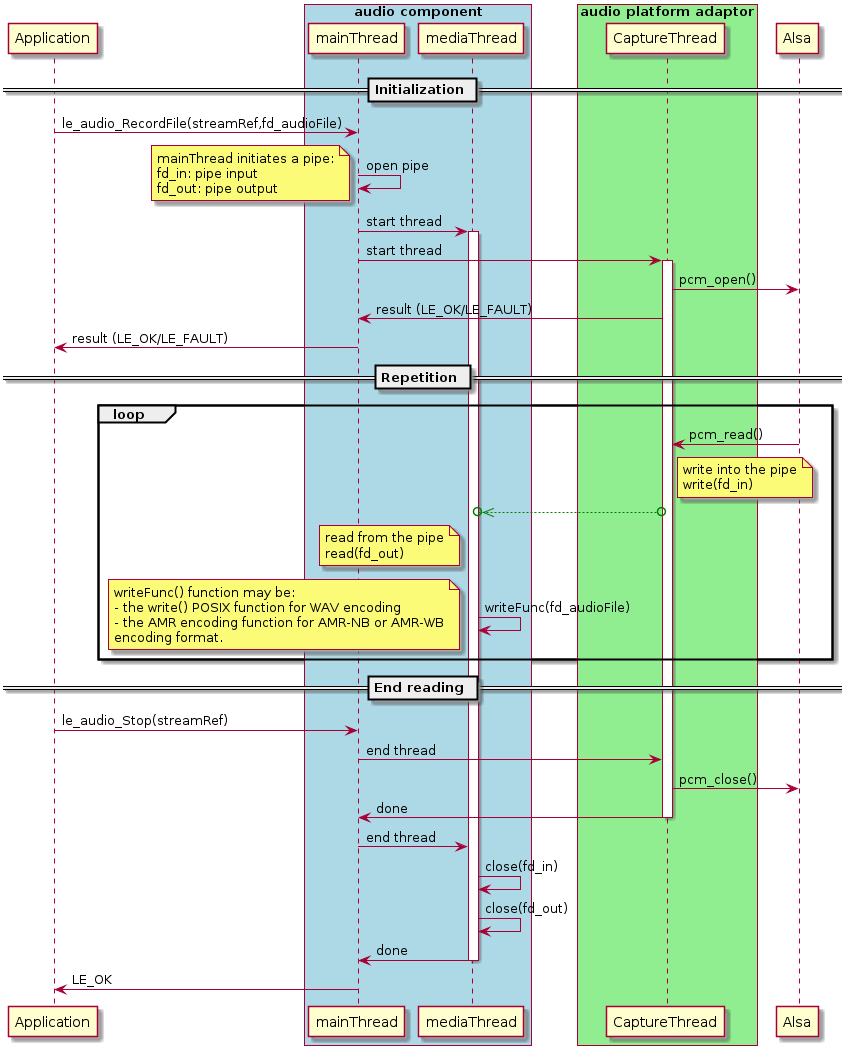 audio component
audio platform adaptor
Application
mainThread
mediaThread
CaptureThread
Alsa
Initialization
le_audio_RecordFile(streamRef,fd_audioFile)
mainThread initiates a pipe:
fd_in: pipe input
fd_out: pipe output
open pipe
start thread
start thread
pcm_open()
result (LE_OK/LE_FAULT)
result (LE_OK/LE_FAULT)
Repetition
loop
pcm_read()
write into the pipe
write(fd_in)
read from the pipe
read(fd_out)
writeFunc() function may be:
- the write() POSIX function for WAV encoding
- the AMR encoding function for AMR-NB or AMR-WB
encoding format.
writeFunc(fd_audioFile)
End reading
le_audio_Stop(streamRef)
end thread
pcm_close()
done
end thread
close(fd_in)
close(fd_out)
done
LE_OK
Application
mainThread
mediaThread
CaptureThread
Alsa